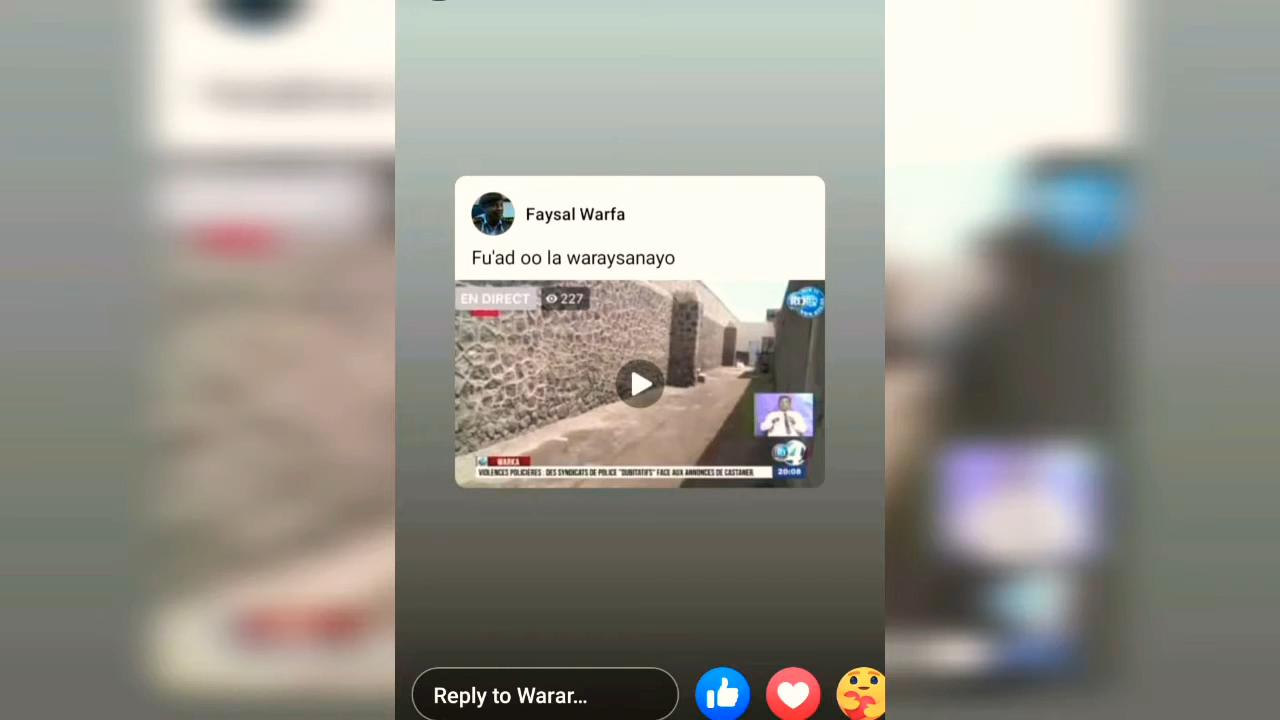 Faysal Warfa
Fu'ad oo la waraysanayo
EN DIRECT 227
WARKA
VIOLENCES POLICIERES : DES SYNDICATS DE POLICE "DUBITATIFS" FACE AUX ANNONCES DE CASTANER
20:08
Reply to Warar...